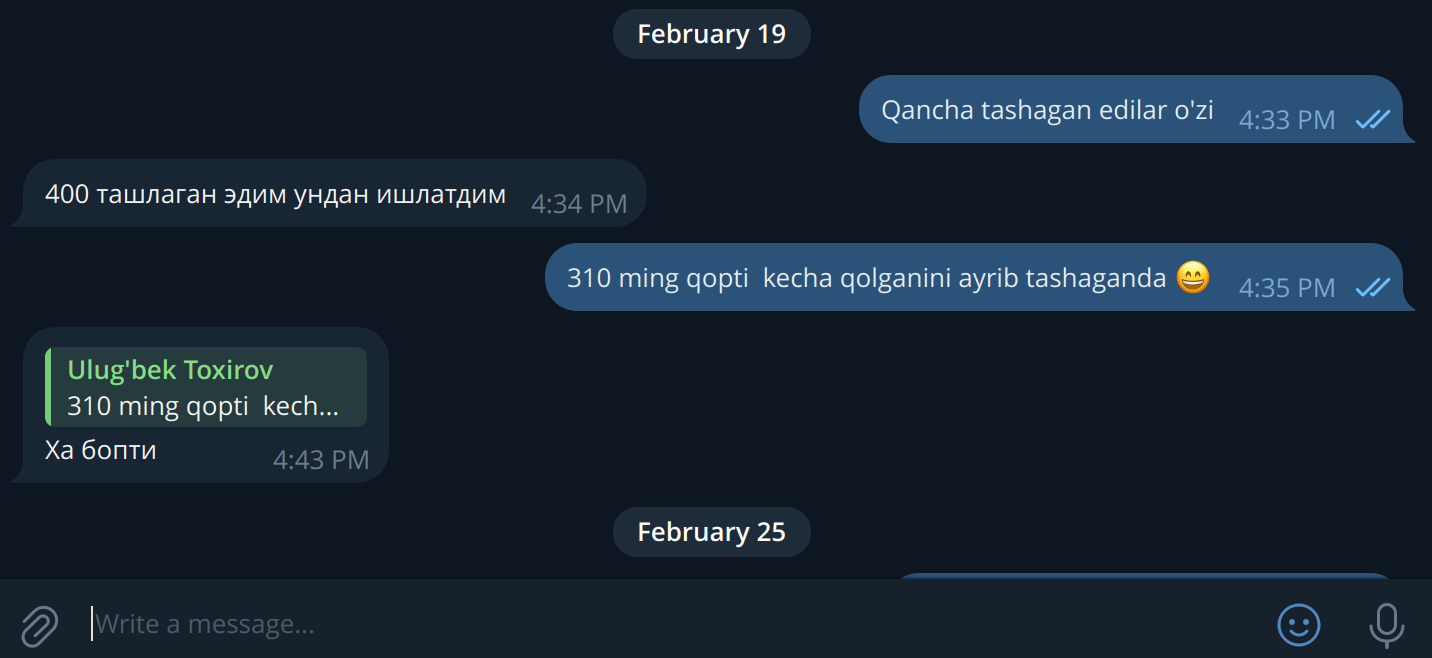 February 19
Qancha tashagan edilar o'zi 4:33 PM
400 ташлаган эдим ундан ишлатдим 4:34 PM
310 ming qopti  kecha qolganini ayrib tashaganda 😄 4:35 PM
Ulug'bek Toxirov
310 ming qopti  kech...
Ха бопти 4:43 PM
February 25
Write a message...